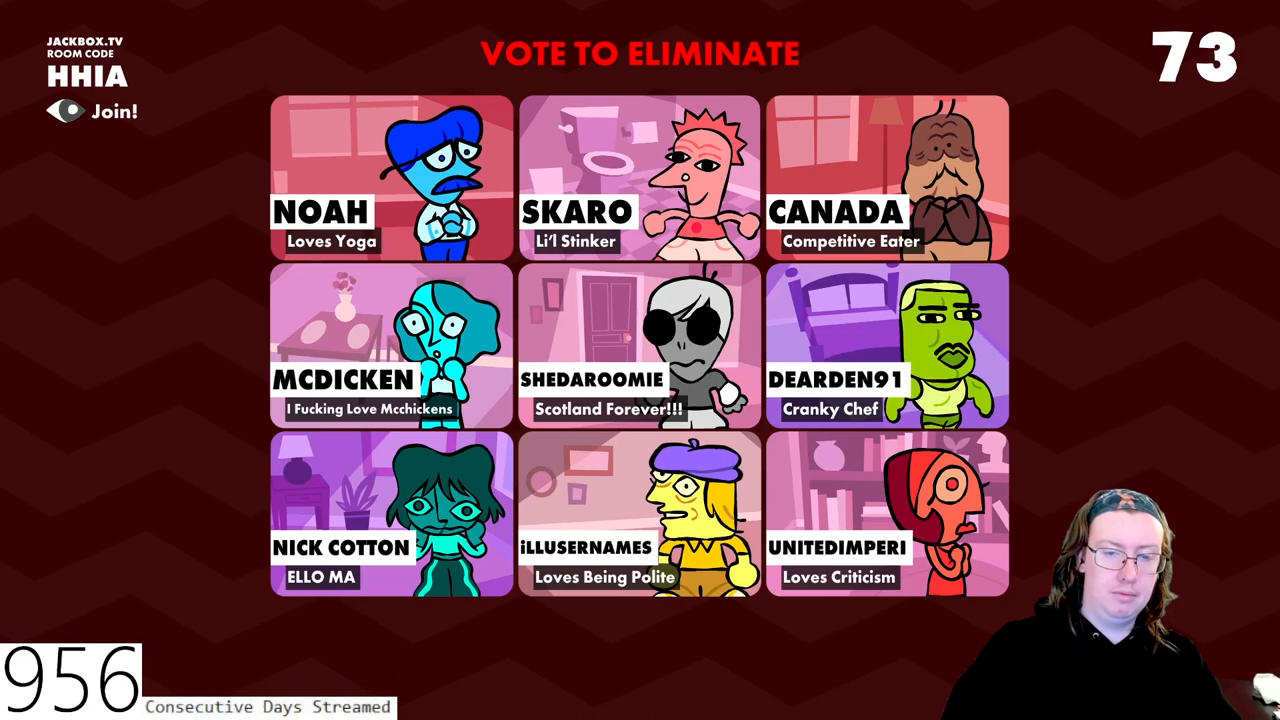 JACKBOX.TV
ROOM CODE
HHIA
Join!
VOTE TO ELIMINATE
73
NOAH
Loves Yoga
SKARO
Li'l Stinker
CANADA
Competitive Eater
MCDICKEN
I Fucking Love Mcchickens
SHEDAROOMIE
Scotland Forever!!!
DEARDEN91
Cranky Chef
NICK COTTON
ELLO MA
iLLUSERNAMES
Loves Being Polite
UNITEDIMPERI
Loves Criticism
956
Consecutive Days Streamed